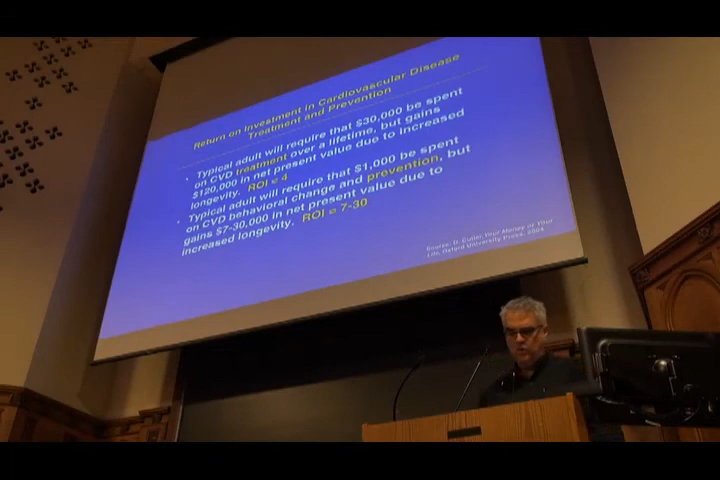 Return on Investment in Cardiovascular Disease
Treatment and Prevention
• Typical adult will require that $30,000 be spent
on CVD treatment over a lifetime, but gains
$120,000 in net present value due to increased
longevity. ROI = 4
• Typical adult will require that $1,000 be spent
on CVD behavioral change and prevention, but
gains $7-30,000 in net present value due to
increased longevity. ROI = 7-30
Source: D. Cutler, Your Money or Your
Life, Oxford University Press, 2004